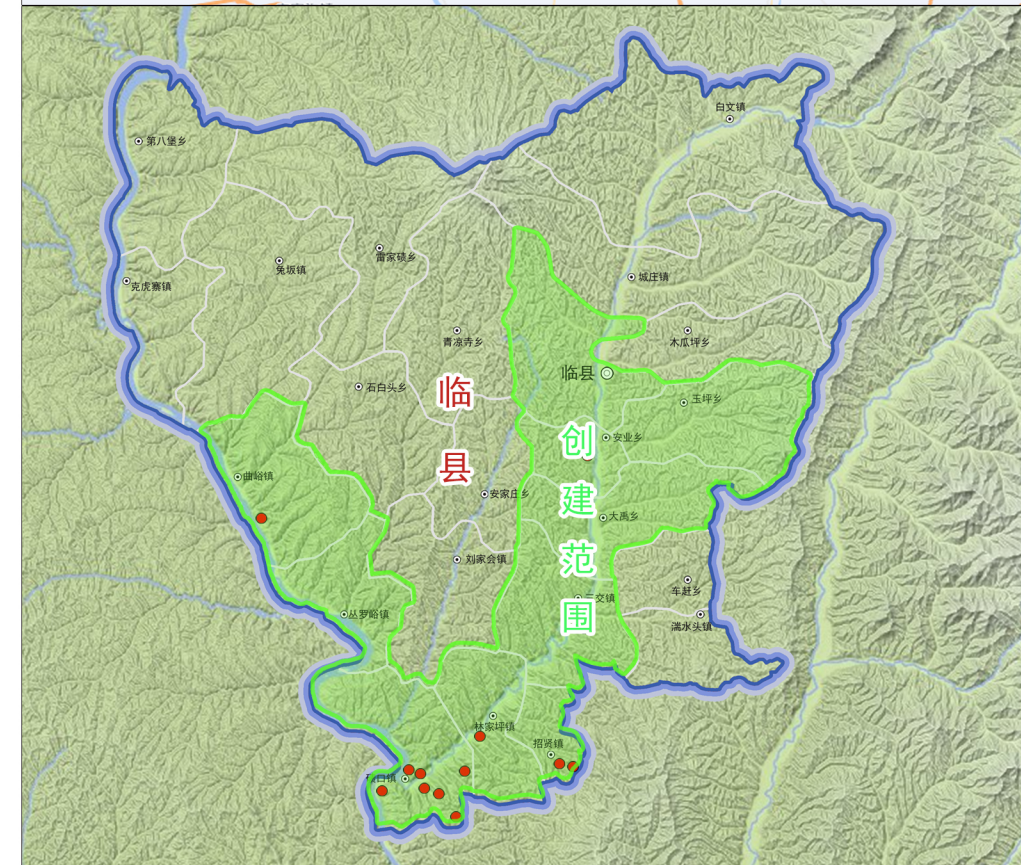 白文镇
第八堡乡
雷家碛乡
兔坂镇
城庄镇
克虎寨镇
青凉寺乡
木瓜坪乡
临县
石白头乡
玉坪乡
临
县
创
建
范
围
安业乡
曲峪镇
安家庄乡
大禹乡
刘家会镇
车赶乡
三交镇
丛罗峪镇
湍水头镇
林家坪镇
招贤镇
碛口镇